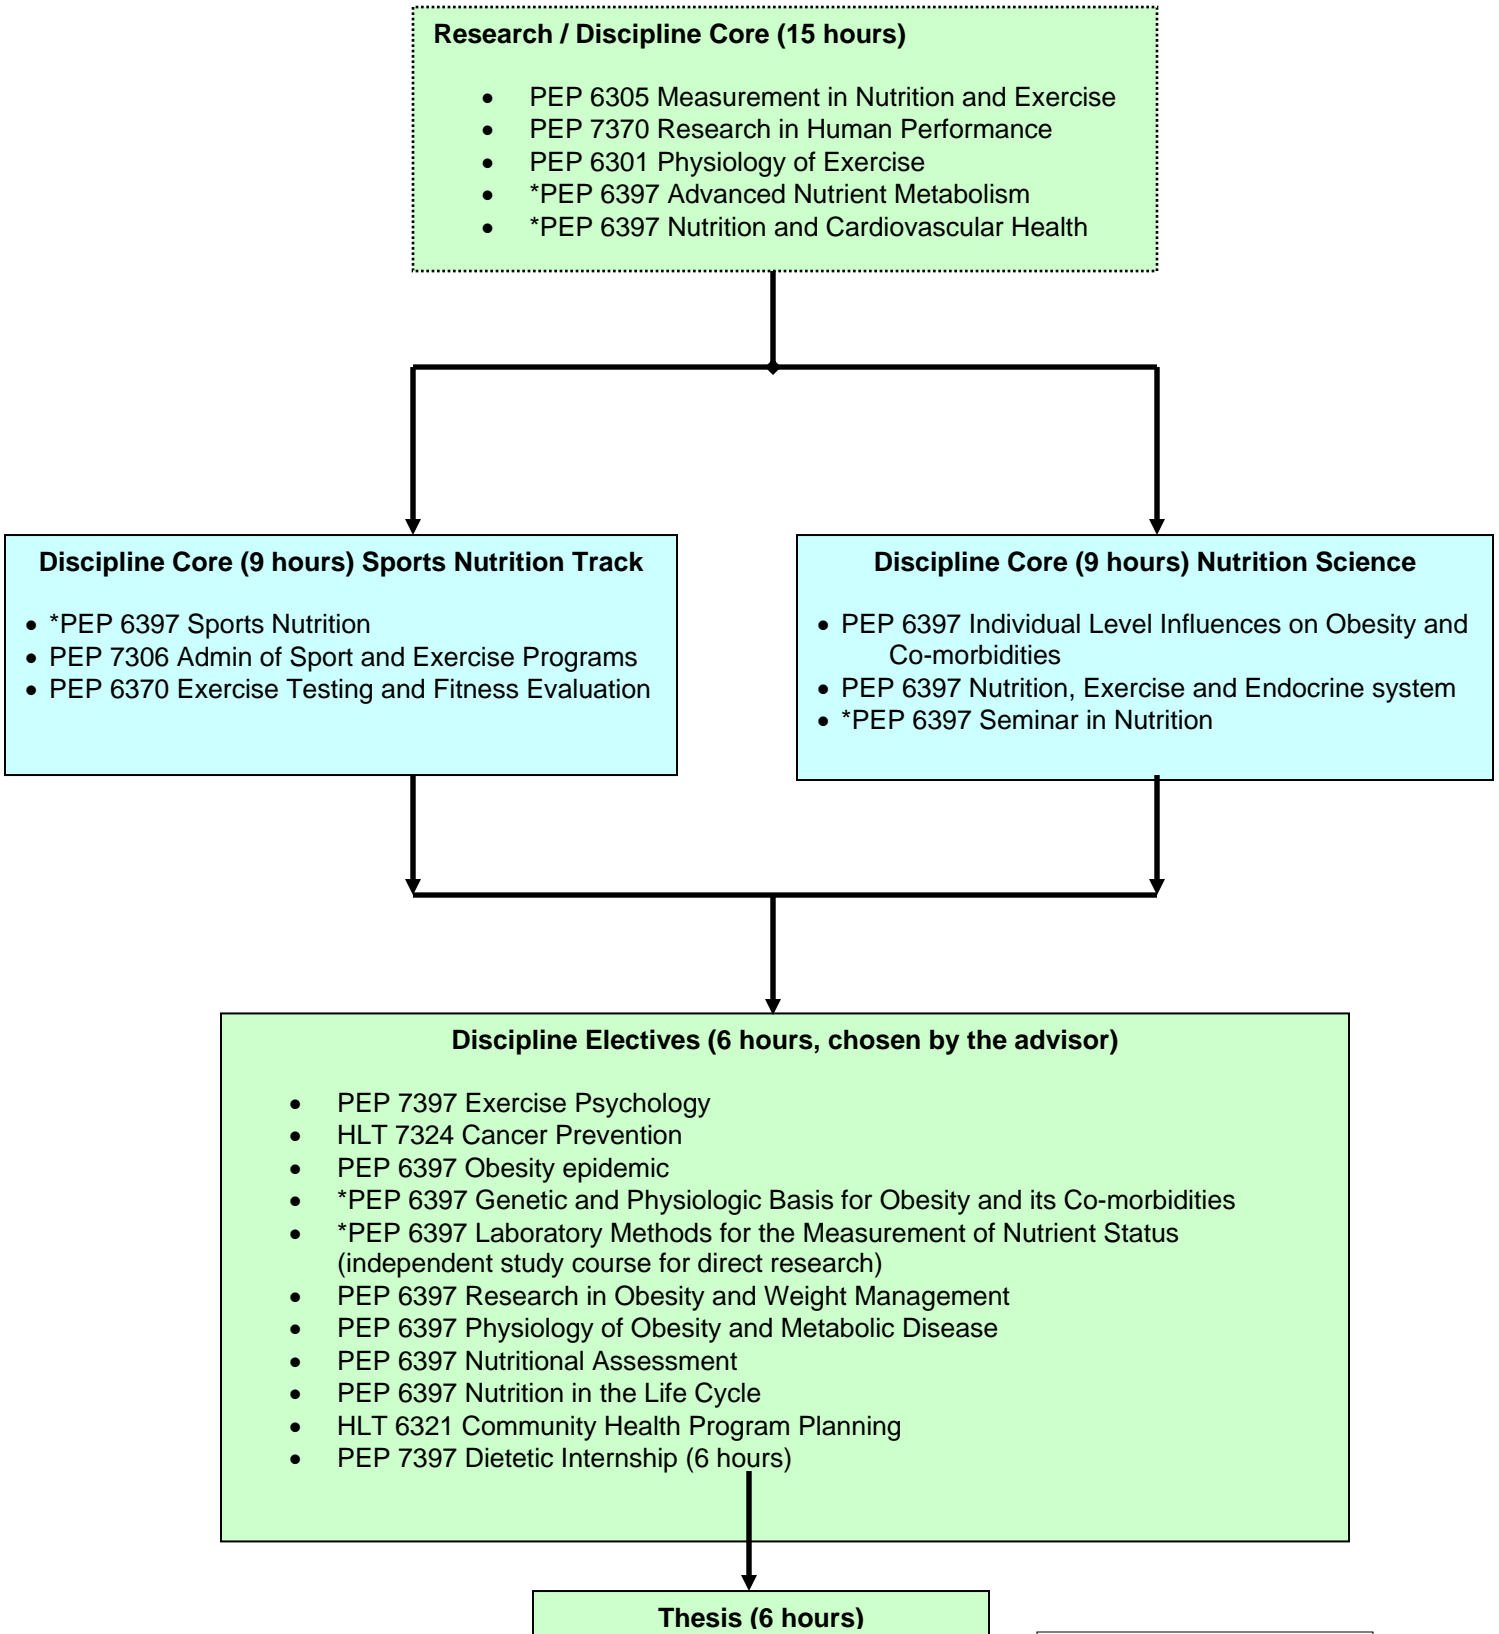 Research / Discipline Core (15 hours)
• PEP 6305 Measurement in Nutrition and Exercise
• PEP 7370 Research in Human Performance
• PEP 6301 Physiology of Exercise
• *PEP 6397 Advanced Nutrient Metabolism
• *PEP 6397 Nutrition and Cardiovascular Health
Discipline Core (9 hours) Sports Nutrition Track
• *PEP 6397 Sports Nutrition
• PEP 7306 Admin of Sport and Exercise Programs
• PEP 6370 Exercise Testing and Fitness Evaluation
Discipline Core (9 hours) Nutrition Science
• PEP 6397 Individual Level Influences on Obesity and
Co-morbidities
• PEP 6397 Nutrition, Exercise and Endocrine system
• *PEP 6397 Seminar in Nutrition
Discipline Electives (6 hours, chosen by the advisor)
• PEP 7397 Exercise Psychology
• HLT 7324 Cancer Prevention
• PEP 6397 Obesity epidemic
• *PEP 6397 Genetic and Physiologic Basis for Obesity and its Co-morbidities
• *PEP 6397 Laboratory Methods for the Measurement of Nutrient Status
(independent study course for direct research)
• PEP 6397 Research in Obesity and Weight Management
• PEP 6397 Physiology of Obesity and Metabolic Disease
• PEP 6397 Nutritional Assessment
• PEP 6397 Nutrition in the Life Cycle
• HLT 6321 Community Health Program Planning
• PEP 7397 Dietetic Internship (6 hours)
Thesis (6 hours)